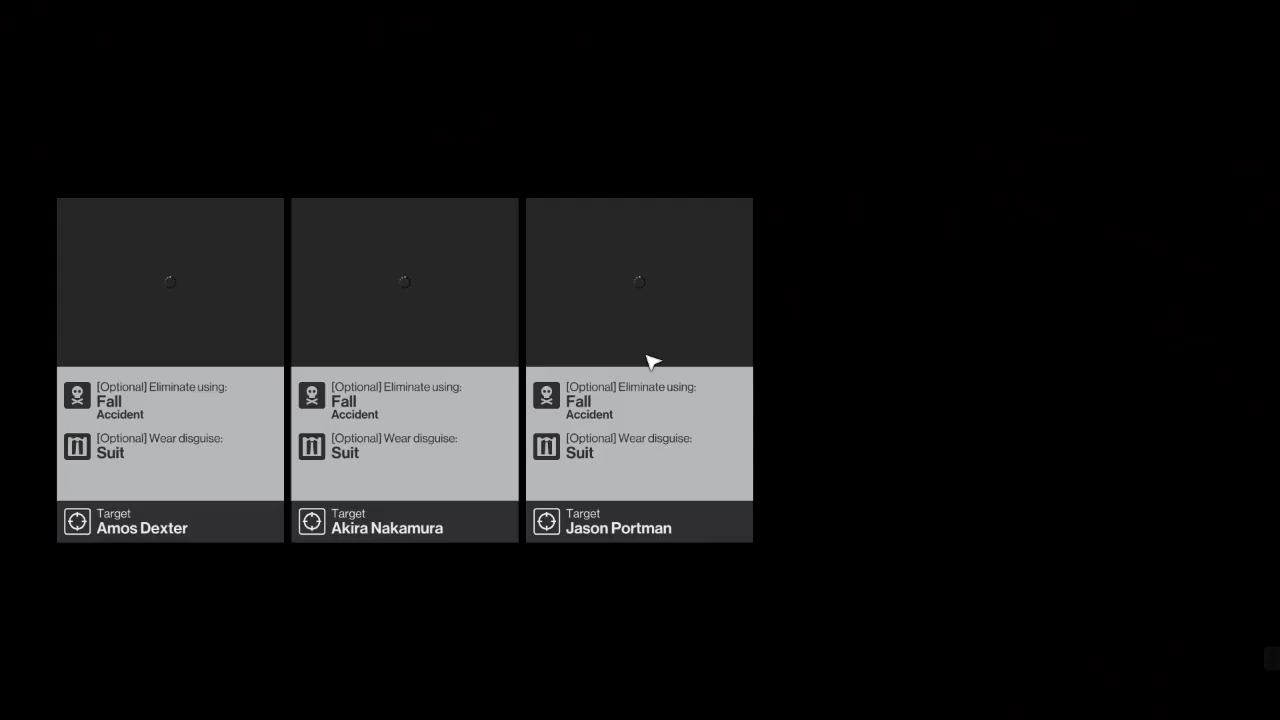 [Optional] Eliminate using:
Fall
Accident
[Optional] Wear disguise:
Suit
Target
Amos Dexter
[Optional] Eliminate using:
Fall
Accident
[Optional] Wear disguise:
Suit
Target
Akira Nakamura
[Optional] Eliminate using:
Fall
Accident
[Optional] Wear disguise:
Suit
Target
Jason Portman